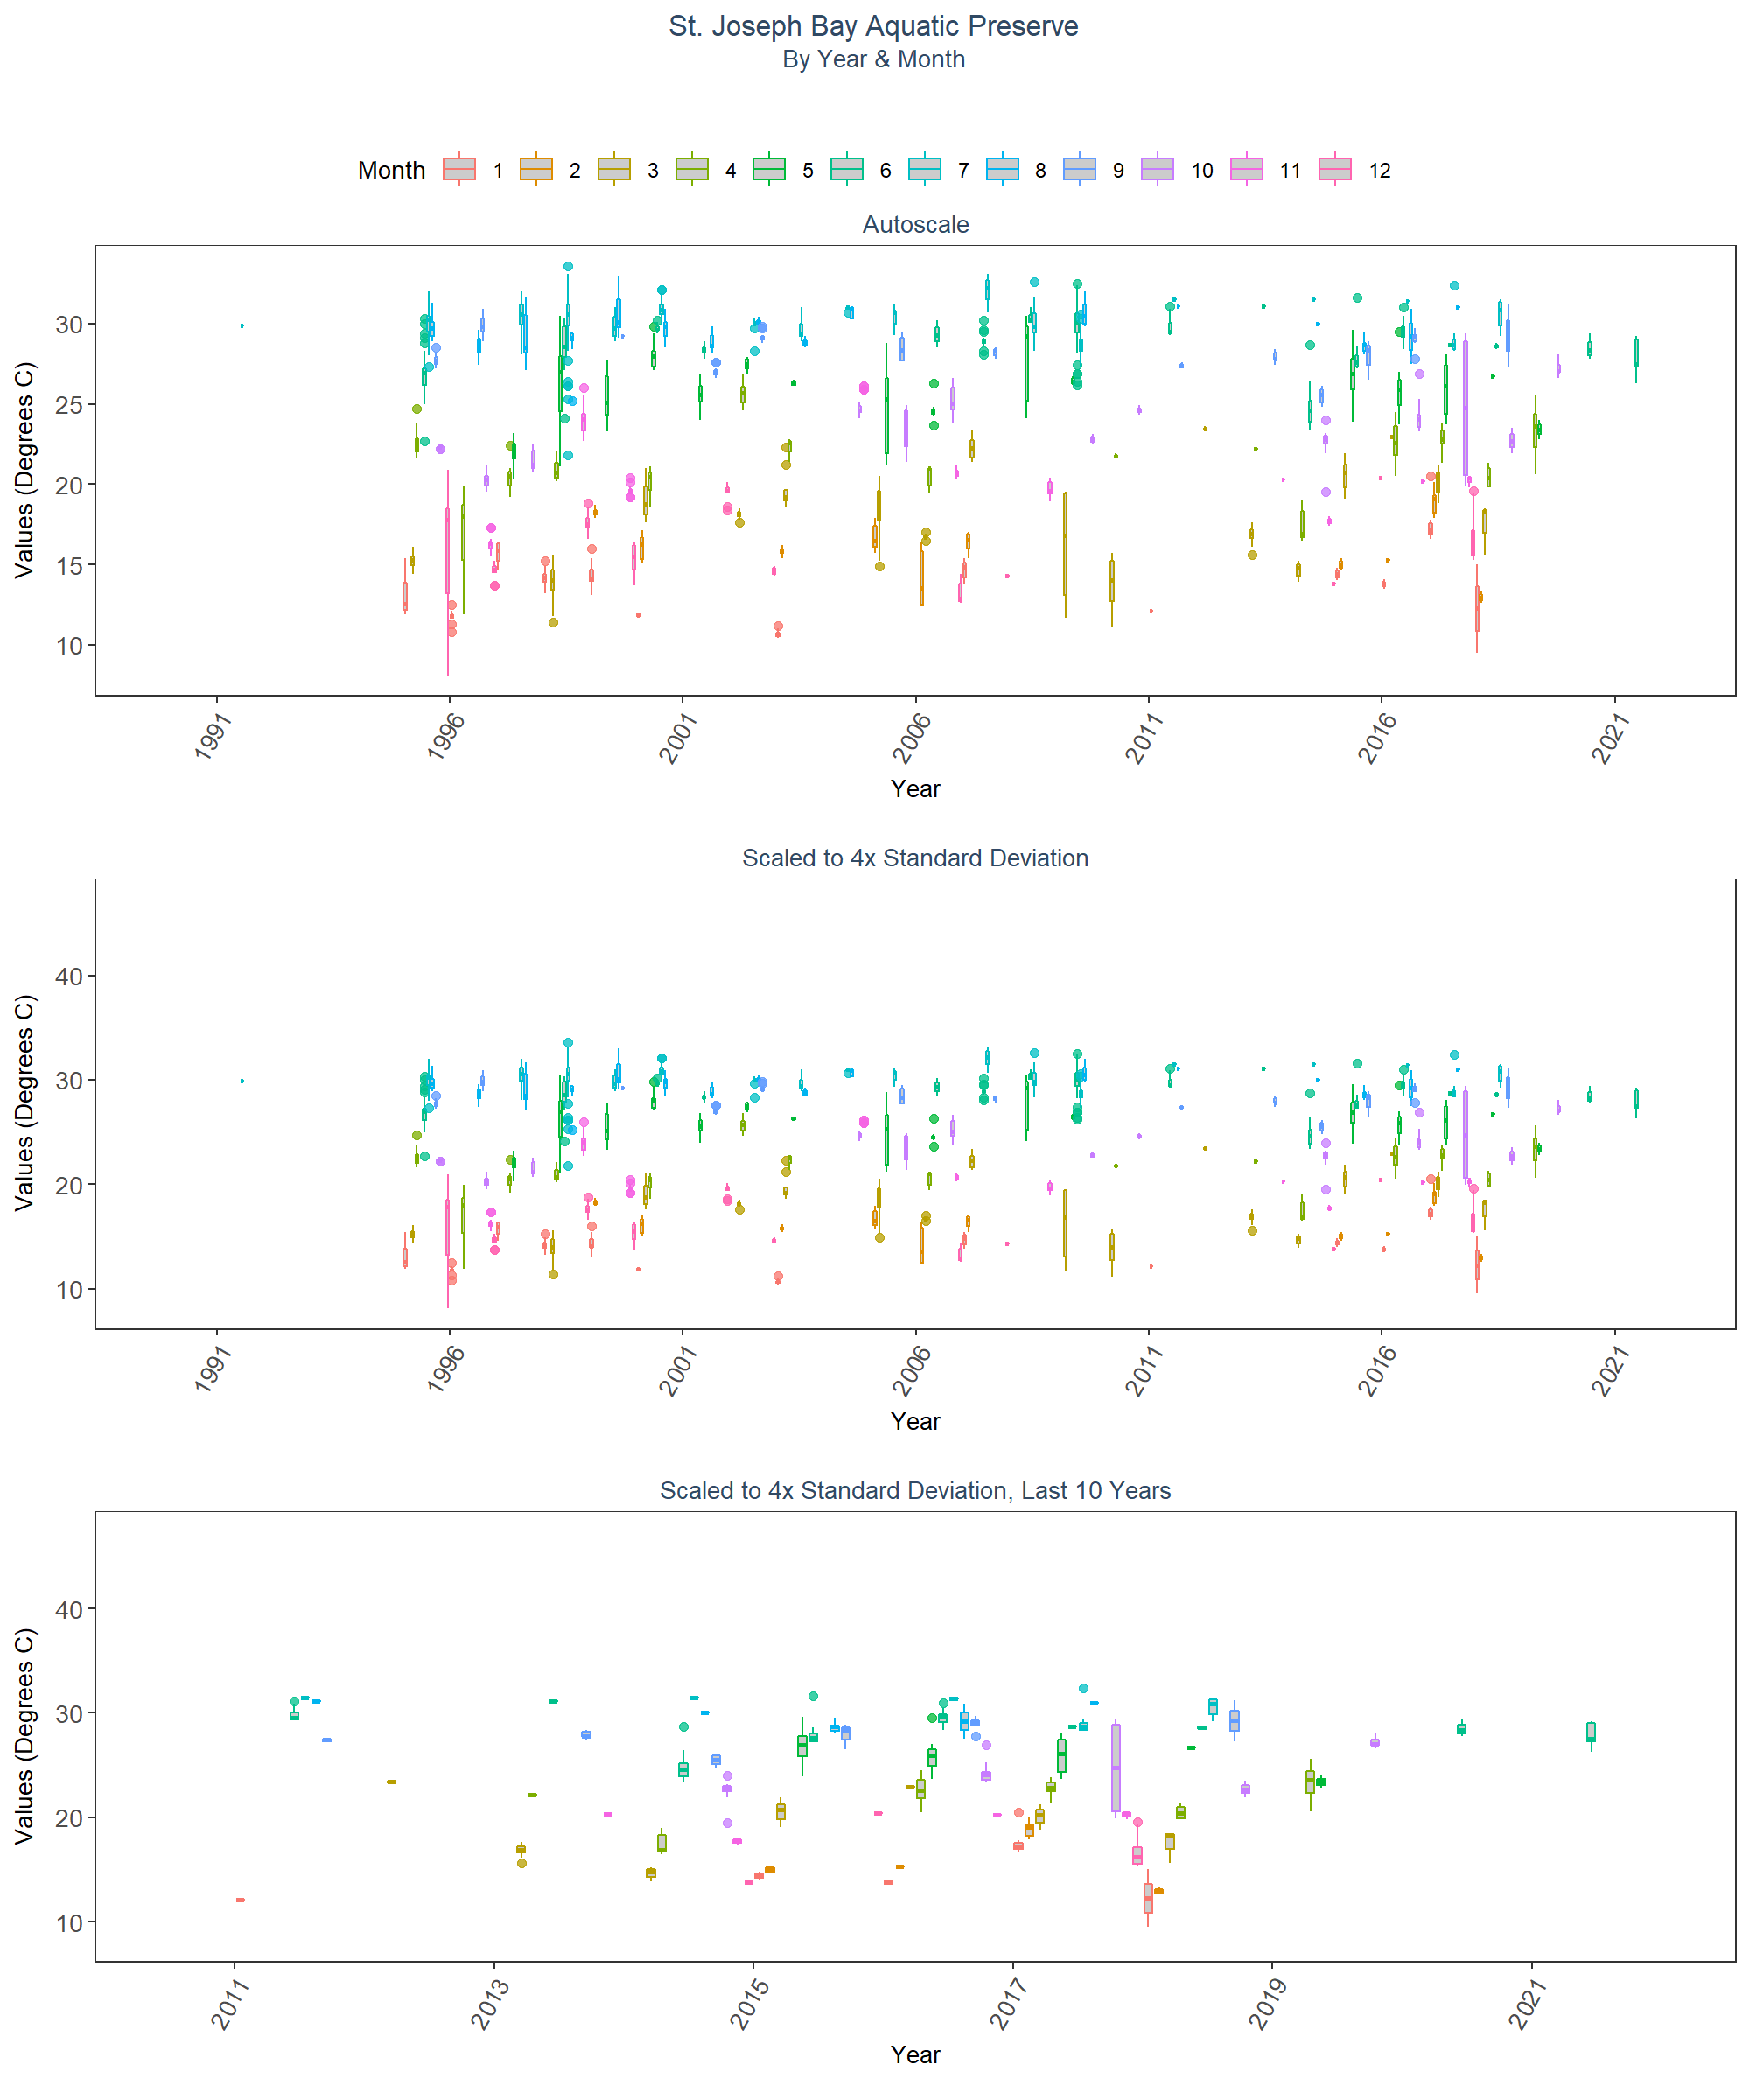 St. Joseph Bay Aquatic Preserve
By Year & Month
Month 1 2 3 4 5 6 7 8 9 10 11 12
Autoscale
Values (Degrees C)
30
25
20
15
10
1991 1996 2001 2006 2011 2016 2021
Year
Scaled to 4x Standard Deviation
Values (Degrees C)
40
30
20
10
1991 1996 2001 2006 2011 2016 2021
Year
Scaled to 4x Standard Deviation, Last 10 Years
Values (Degrees C)
40
30
20
10
2011 2013 2015 2017 2019 2021
Year